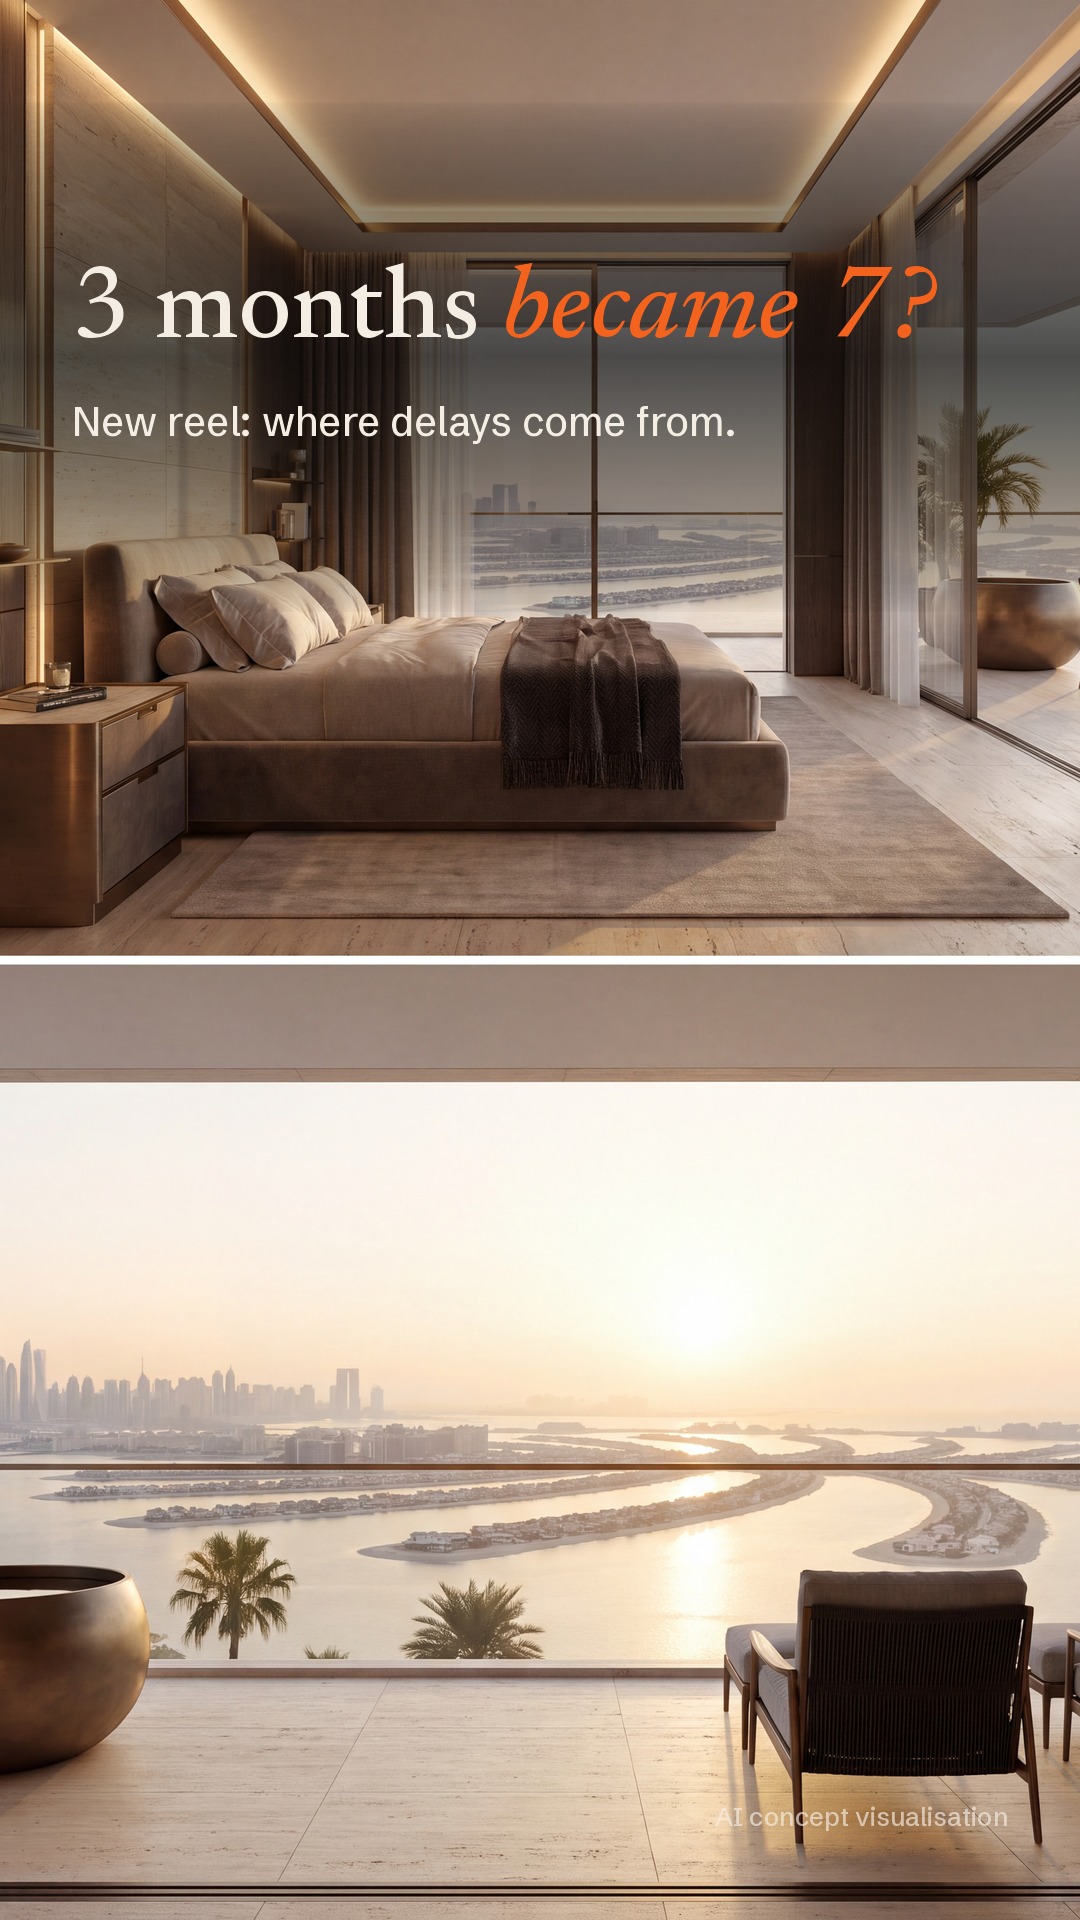 3 months became 7?
New reel: where delays come from.
AI concept visualisation